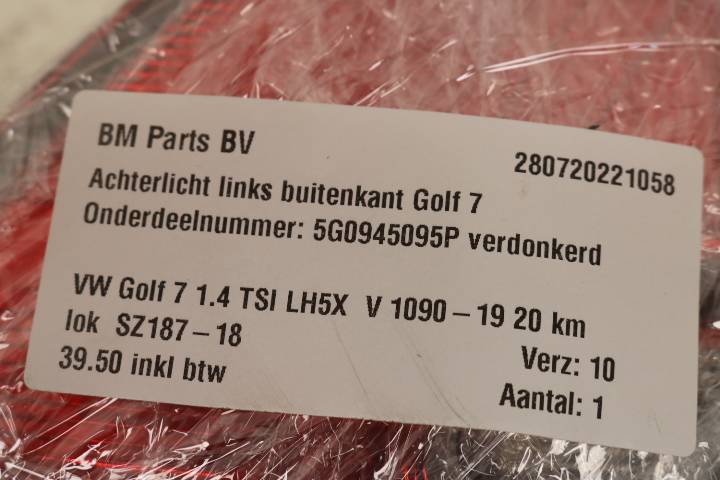 BM Parts BV
280720221058
Achterlicht links buitenkant Golf 7
Onderdeelnummer: 5G0945095P verdonkerd
VW Golf 7 1.4 TSI LH5X V 1090 – 19 20 km
lok SZ187 – 18
Verz: 10
39.50 inkl btw
Aantal: 1